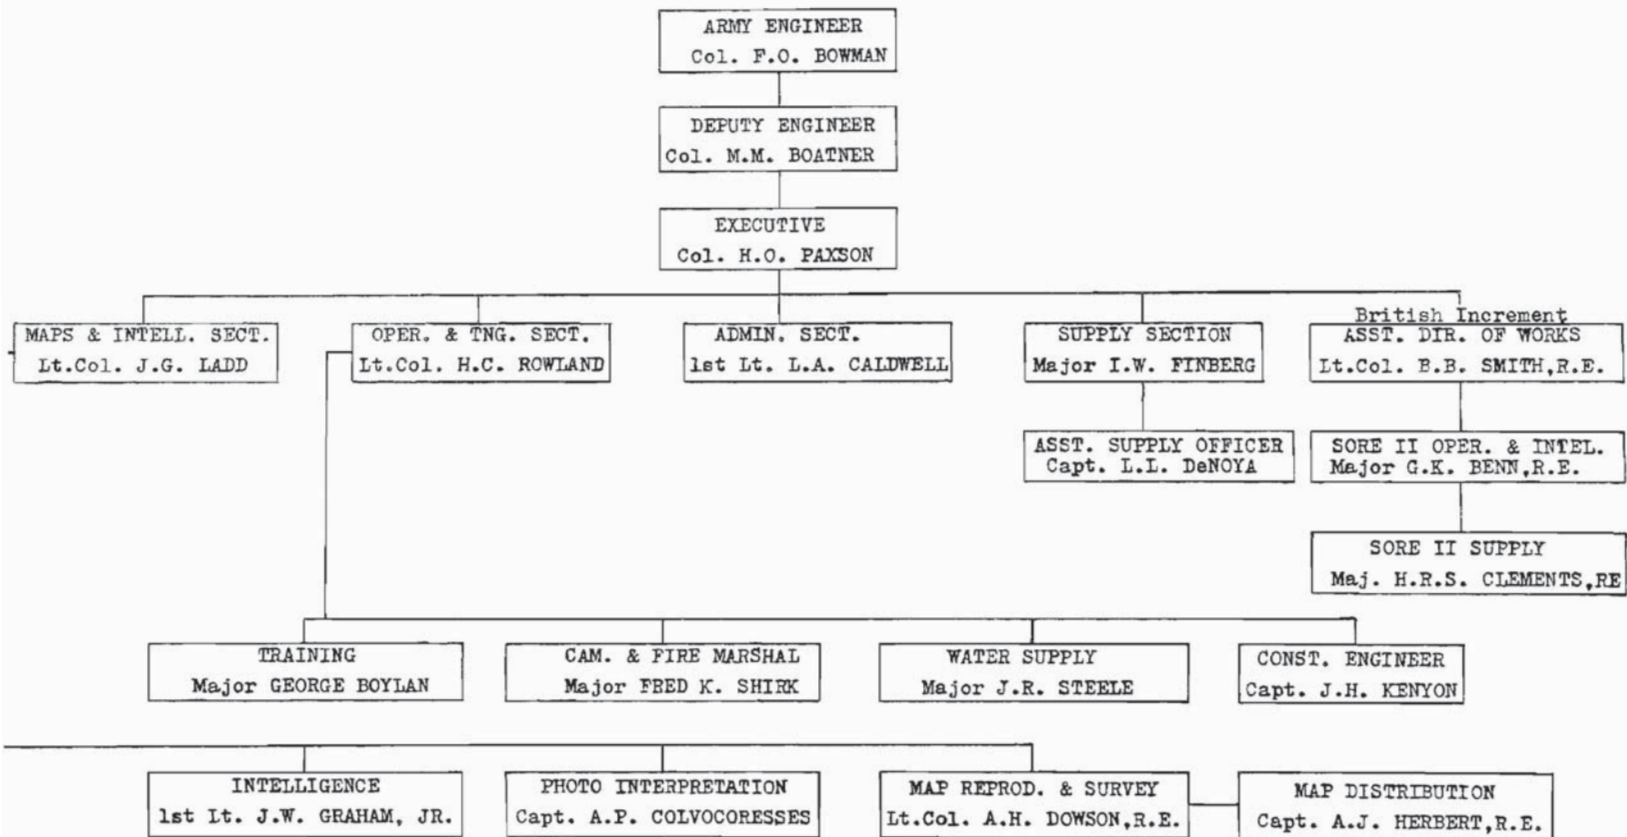 ARMY ENGINEER
Col. F.O. BOWMAN
DEPUTY ENGINEER
Col. M.M. BOATNER
EXECUTIVE
Col. H.O. PAXSON
MAPS & INTELL. SECT.
Lt.Col. J.G. LADD
OPER. & TNG. SECT.
Lt.Col. H.C. ROWLAND
ADMIN. SECT.
1st Lt. L.A. CALDWELL
SUPPLY SECTION
Major I.W. FINBERG
British Increment
ASST. DIR. OF WORKS
Lt.Col. B.B. SMITH,R.E.
ASST. SUPPLY OFFICER
Capt. L.L. DeNOYA
SORE II OPER. & INTEL.
Major G.K. BENN,R.E.
SORE II SUPPLY
Maj. H.R.S. CLEMENTS,RE
TRAINING
Major GEORGE BOYLAN
CAM. & FIRE MARSHAL
Major FRED K. SHIRK
WATER SUPPLY
Major J.R. STEELE
CONST. ENGINEER
Capt. J.H. KENYON
INTELLIGENCE
1st Lt. J.W. GRAHAM, JR.
PHOTO INTERPRETATION
Capt. A.P. COLVOCORESSES
MAP REPROD. & SURVEY
Lt.Col. A.H. DOWSON,R.E.
MAP DISTRIBUTION
Capt. A.J. HERBERT,R.E.